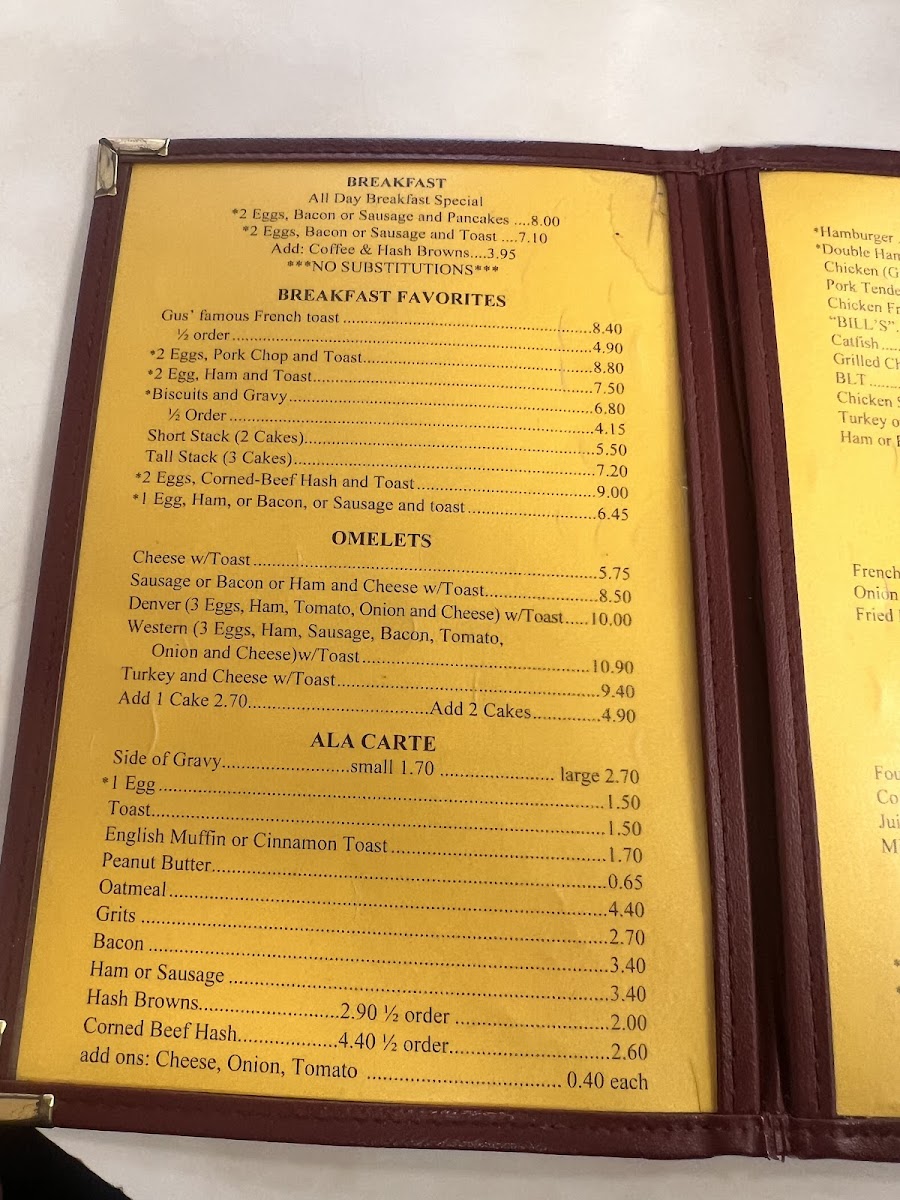 BREAKFAST
All Day Breakfast Special
*2 Eggs, Bacon or Sausage and Pancakes ....8.00
*2 Eggs, Bacon or Sausage and Toast ....7.10
Add: Coffee & Hash Browns....3.95
***NO SUBSTITUTIONS***
BREAKFAST FAVORITES
Gus' famous French toast ........8.40
½ order........4.90
*2 Eggs, Pork Chop and Toast........8.80
*2 Egg, Ham and Toast........7.50
*Biscuits and Gravy........6.80
½ Order........4.15
Short Stack (2 Cakes)........5.50
Tall Stack (3 Cakes)........7.20
*2 Eggs, Corned-Beef Hash and Toast........9.00
*1 Egg, Ham, or Bacon, or Sausage and toast........6.45
OMELETS
Cheese w/Toast........5.75
Sausage or Bacon or Ham and Cheese w/Toast........8.50
Denver (3 Eggs, Ham, Tomato, Onion and Cheese) w/Toast.....10.00
Western (3 Eggs, Ham, Sausage, Bacon, Tomato,
Onion and Cheese)w/Toast........10.90
Turkey and Cheese w/Toast........9.40
Add 1 Cake 2.70........Add 2 Cakes........4.90
ALA CARTE
Side of Gravy........small 1.70 ........ large 2.70
*1 Egg........1.50
Toast........1.50
English Muffin or Cinnamon Toast........1.70
Peanut Butter........0.65
Oatmeal........4.40
Grits ........2.70
Bacon ........3.40
Ham or Sausage ........3.40
Hash Browns........2.90 ½ order ........2.00
Corned Beef Hash........4.40 ½ order........2.60
add ons: Cheese, Onion, Tomato ........ 0.40 each
*Hamburger
*Double
Chicken
Pork
Chicken
"BILL'S"
Catfish
Grilled
BLT
Chicken
Turkey
Ham or
French
Onion
Fried